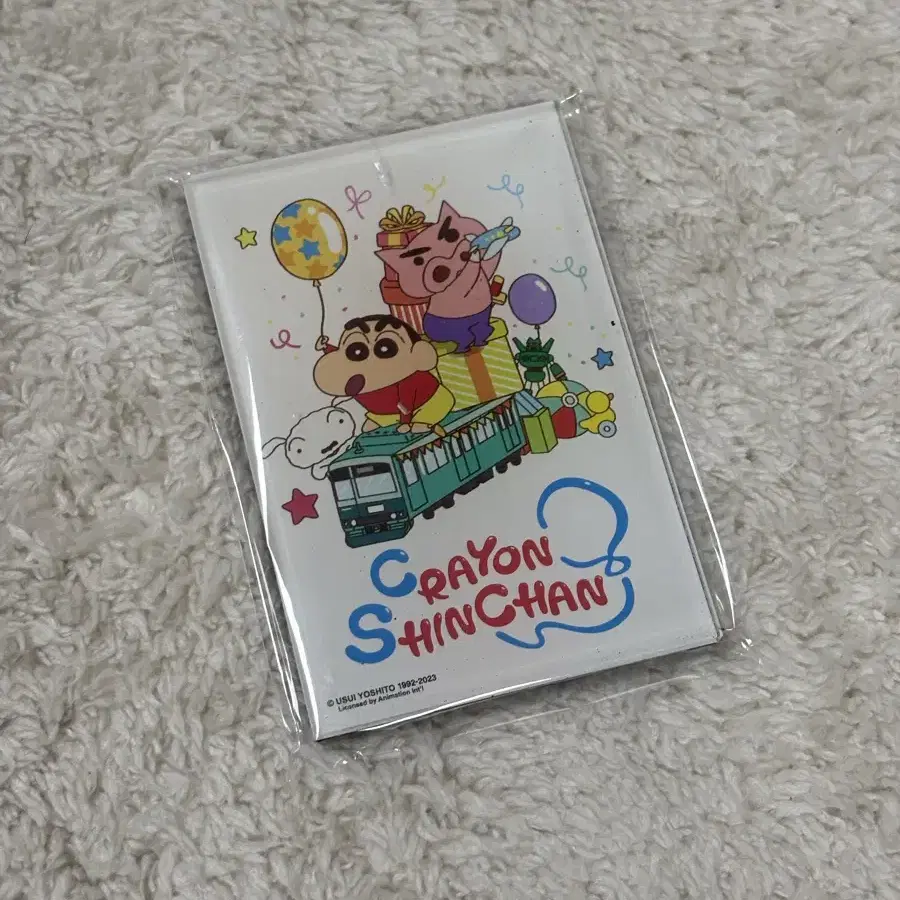 CRAYON
SHINCHAN
© USUI YOSHITO 1992-2023
Licensed by Animation Int'l